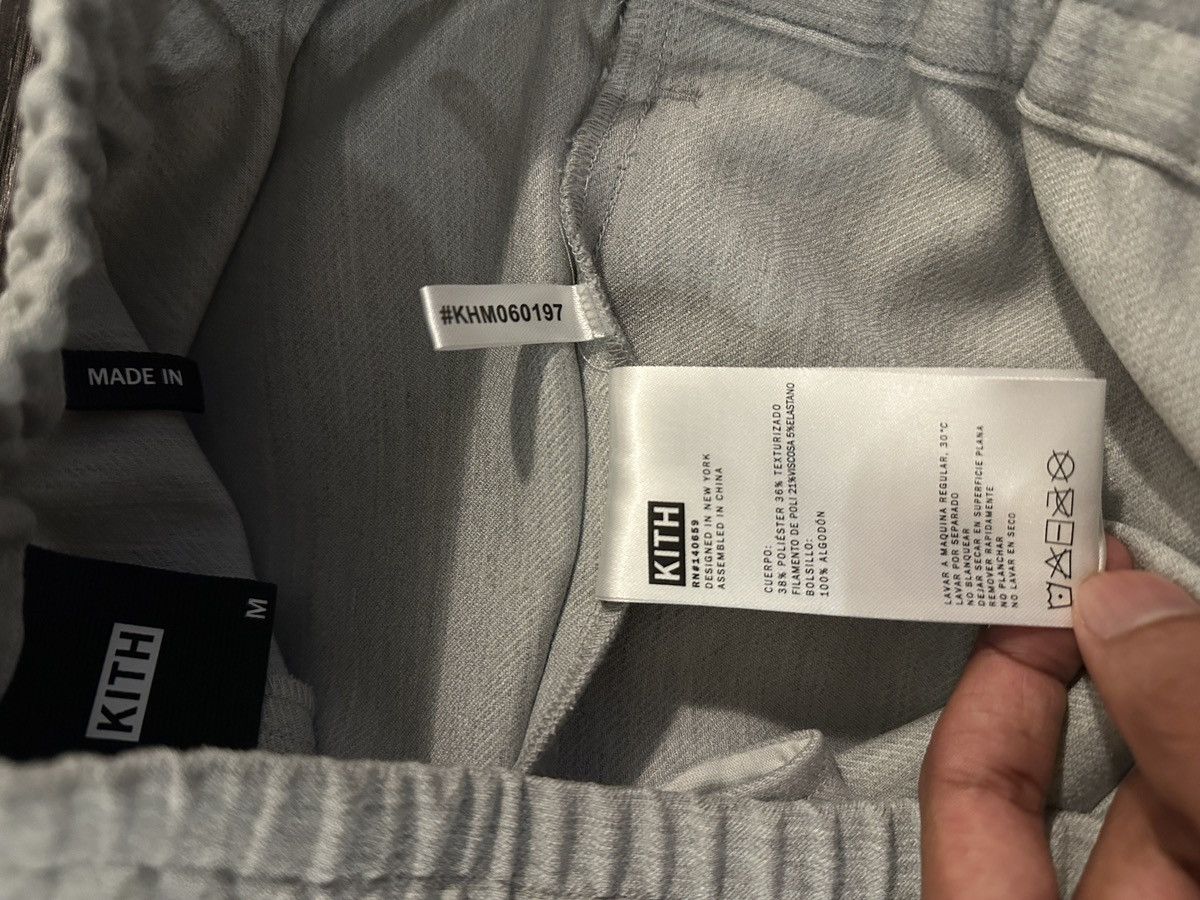 #KHM060197
MADE IN
KITH
M
KITH
RN#140659
DESIGNED IN NEW YORK
ASSEMBLED IN CHINA
CUERPO:
38% POLIÉSTER 36% TEXTURIZADO
FILAMENTO DE POLI 21%VISCOSA 5%ELASTANO
BOLSILLO:
100% ALGODÓN
LAVAR A MAQUINA REGULAR, 30°C
LAVAR POR SEPARADO
NO BLANQUEAR
DEJAR SECAR EN SUPERFICIE PLANA
REMOVER RAPIDAMENTE
NO PLANCHAR
NO LAVAR EN SECO